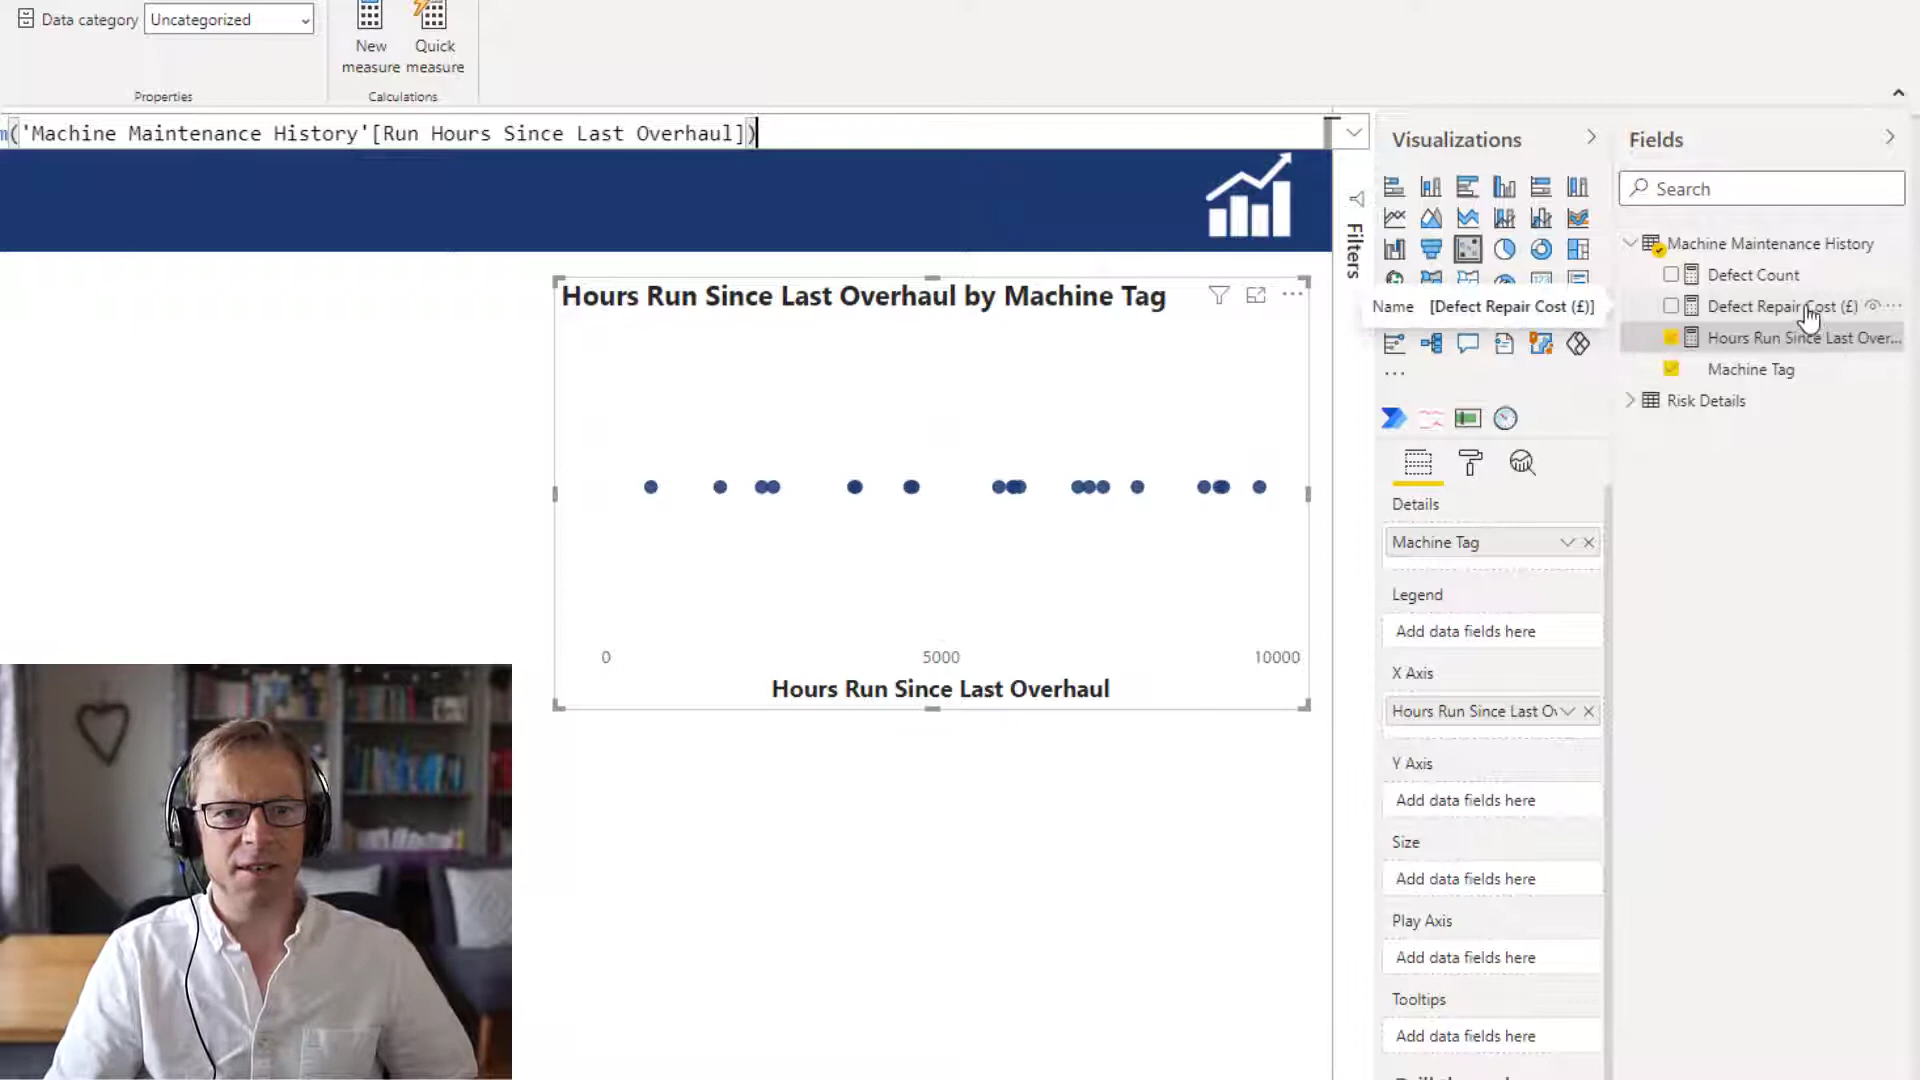 Data category
Uncategorized
New
measure
Quick
measure
Properties
Calculations
m('Machine Maintenance History'[Run Hours Since Last Overhaul])
Visualizations
Fields
Search
Filters
Machine Maintenance History
Defect Count
Defect Repair Cost (£)
Hours Run Since Last Over...
Machine Tag
Risk Details
Name [Defect Repair Cost (£)]
Hours Run Since Last Overhaul by Machine Tag
0
5000
10000
Hours Run Since Last Overhaul
Details
Machine Tag
Legend
Add data fields here
X Axis
Hours Run Since Last Ov
Y Axis
Add data fields here
Size
Add data fields here
Play Axis
Add data fields here
Tooltips
Add data fields here